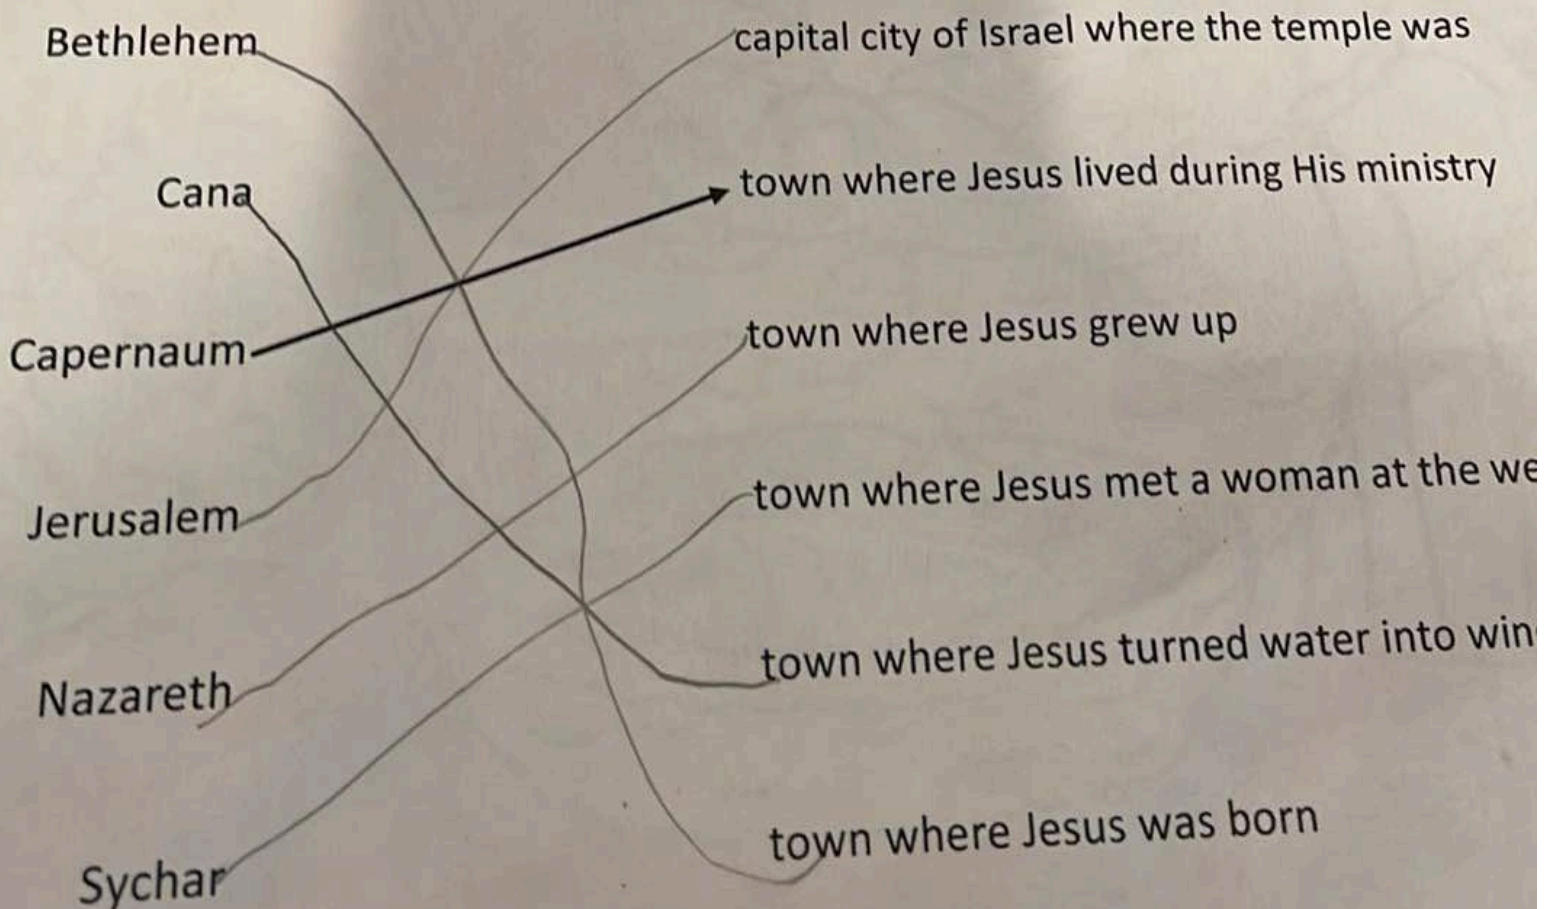 Bethlehem
capital city of Israel where the temple was
Cana
town where Jesus lived during His ministry
Capernaum
town where Jesus grew up
Jerusalem
town where Jesus met a woman at the we
Nazareth
town where Jesus turned water into win
Sychar
town where Jesus was born